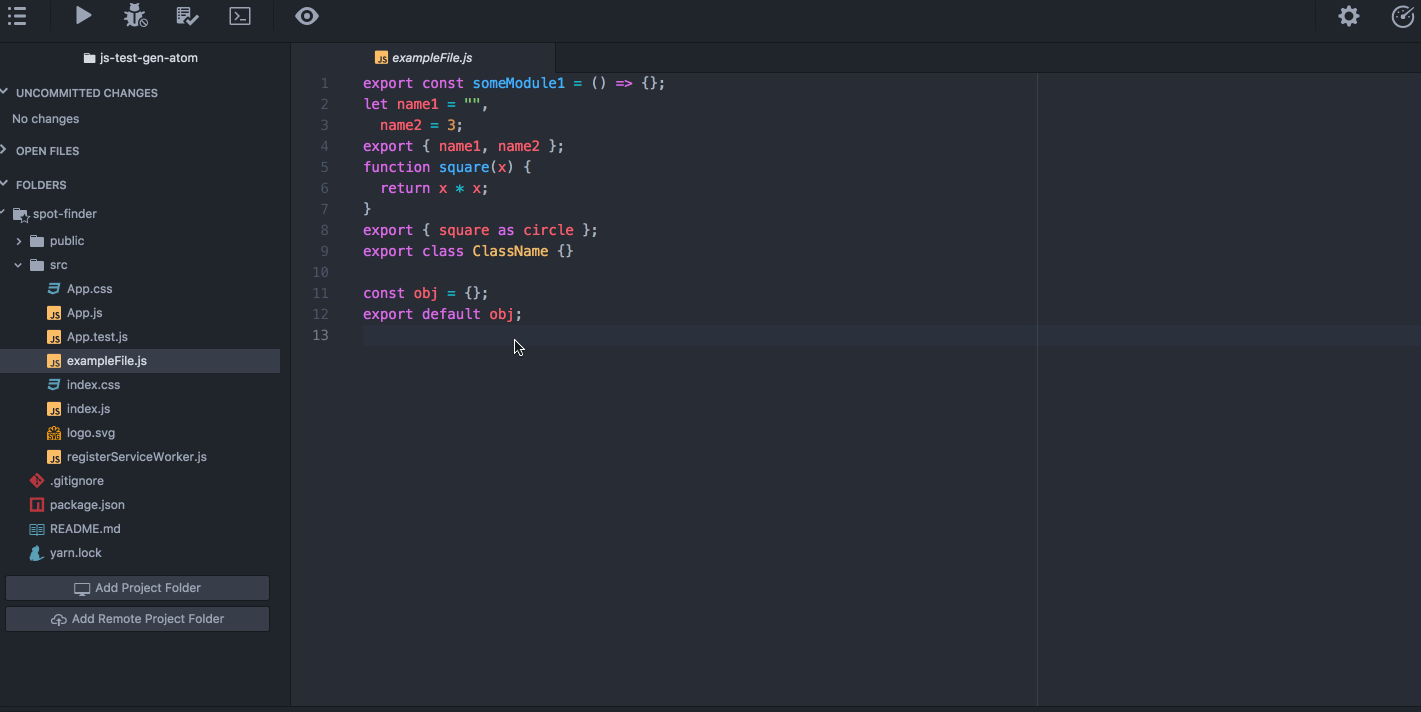 js-test-gen-atom
UNCOMMITTED CHANGES
No changes
OPEN FILES
FOLDERS
spot-finder
public
src
App.css
App.js
App.test.js
exampleFile.js
index.css
index.js
logo.svg
registerServiceWorker.js
.gitignore
package.json
README.md
yarn.lock
Add Project Folder
Add Remote Project Folder
exampleFile.js
1 export const someModule1 = () => {};
2 let name1 = "",
3   name2 = 3;
4 export { name1, name2 };
5 function square(x) {
6   return x * x;
7 }
8 export { square as circle };
9 export class ClassName {}
10
11 const obj = {};
12 export default obj;
13